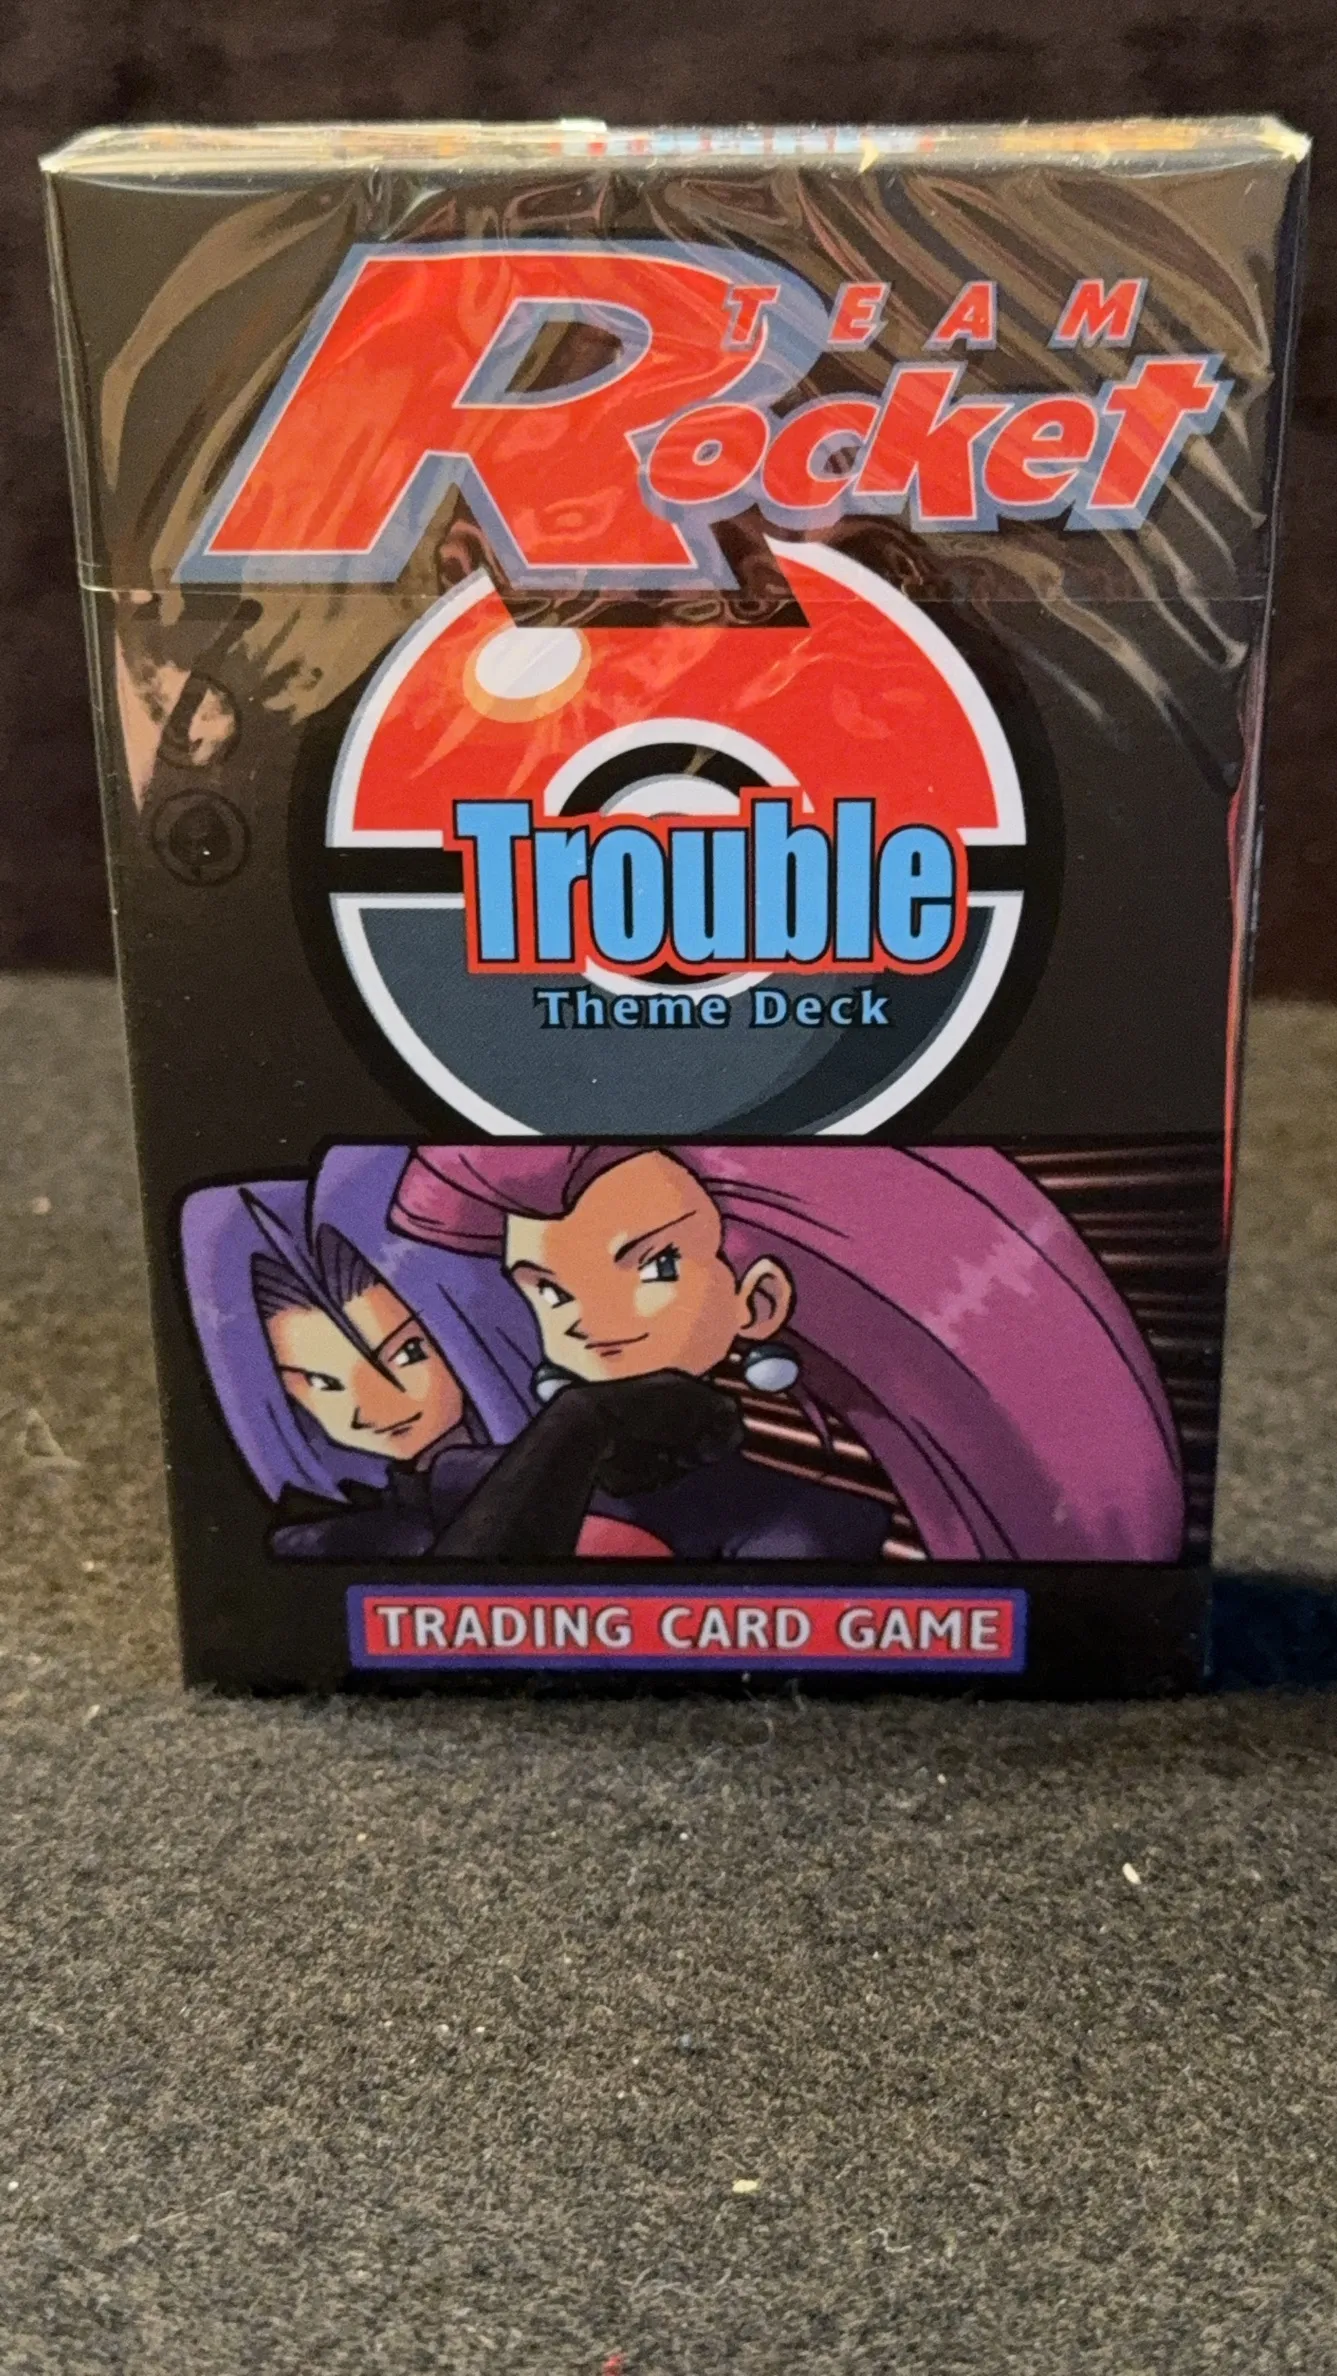 TEAM
Rocket
Trouble
Theme Deck
TRADING CARD GAME